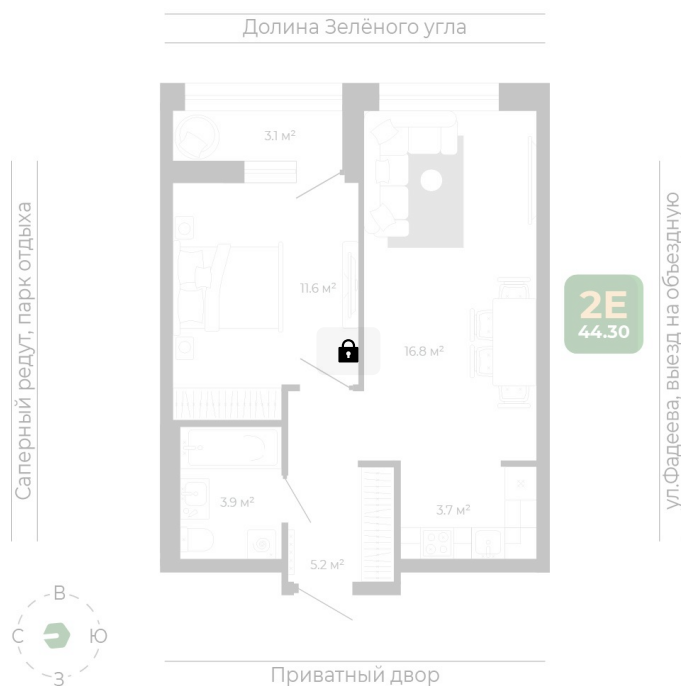 Долина Зелёного угла
3.1 м²
Саперный редут, парк отдыха
ул.Фадеева, выезд на объездную
11.6 м²
2Е
44.30
16.8 м²
3.9 м²
3.7 м²
5.2 м²
В
С
Ю
З
Приватный двор